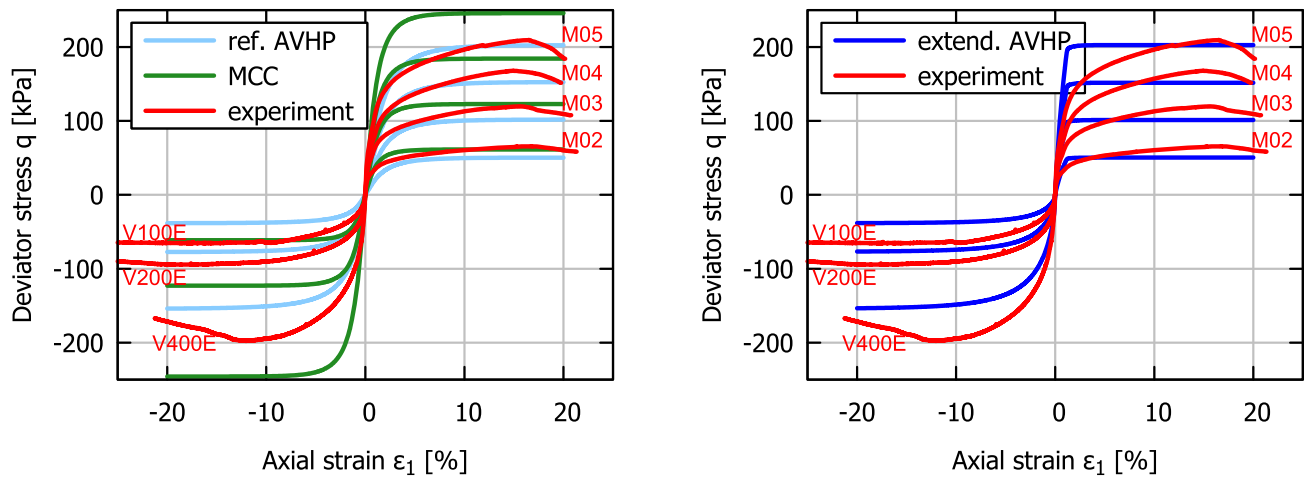 ref. AVHP
MCC
experiment
M05
M04
M03
M02
V100E
V200E
V400E
200
100
0
-100
-200
-20
-10
0
10
20
Deviator stress q [kPa]
Axial strain ε₁ [%]
extend. AVHP
experiment
M05
M04
M03
M02
V100E
V200E
V400E
200
100
0
-100
-200
-20
-10
0
10
20
Deviator stress q [kPa]
Axial strain ε₁ [%]